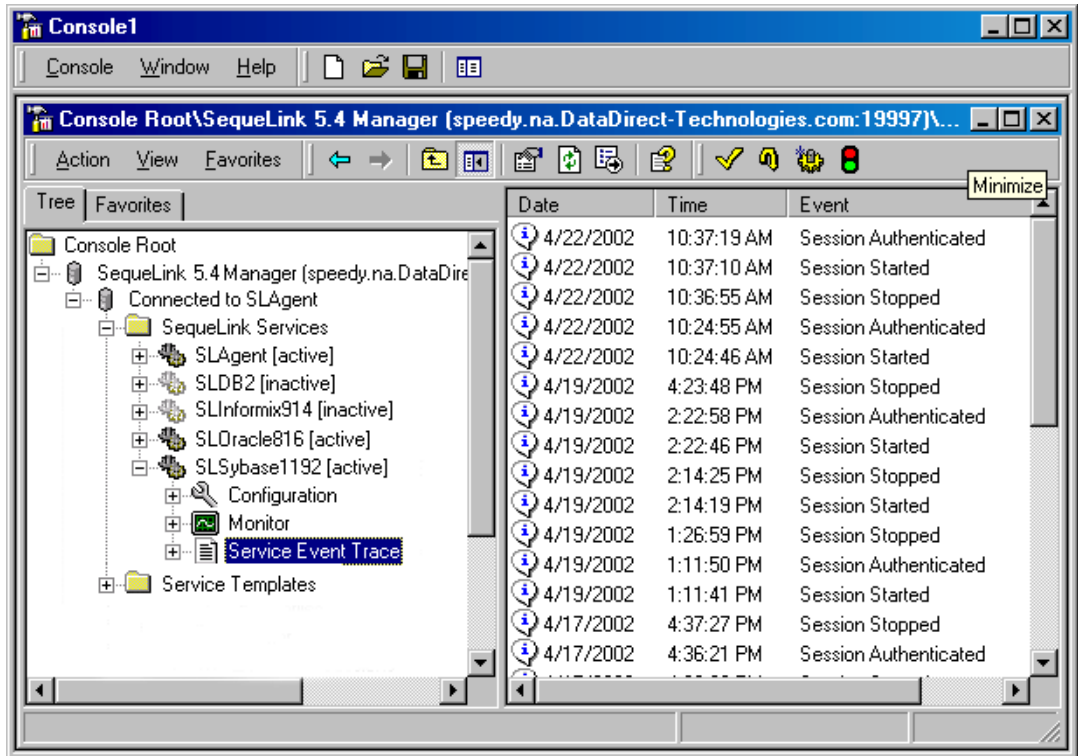 Console1
Console Window Help
Console Root\SequeLink 5.4 Manager (speedy.na.DataDirect-Technologies.com:19997)\...
Action View Favorites
Minimize
Tree Favorites
Console Root
SequeLink 5.4 Manager (speedy.na.DataDire
Connected to SLAgent
SequeLink Services
SLAgent [active]
SLDB2 [inactive]
SLInformix914 [inactive]
SLOracle816 [active]
SLSybase1192 [active]
Configuration
Monitor
Service Event Trace
Service Templates
Date Time Event
4/22/2002 10:37:19 AM Session Authenticated
4/22/2002 10:37:10 AM Session Started
4/22/2002 10:36:55 AM Session Stopped
4/22/2002 10:24:55 AM Session Authenticated
4/22/2002 10:24:46 AM Session Started
4/19/2002 4:23:48 PM Session Stopped
4/19/2002 2:22:58 PM Session Authenticated
4/19/2002 2:22:46 PM Session Started
4/19/2002 2:14:25 PM Session Stopped
4/19/2002 2:14:19 PM Session Started
4/19/2002 1:26:59 PM Session Stopped
4/19/2002 1:11:50 PM Session Authenticated
4/19/2002 1:11:41 PM Session Started
4/17/2002 4:37:27 PM Session Stopped
4/17/2002 4:36:21 PM Session Authenticated